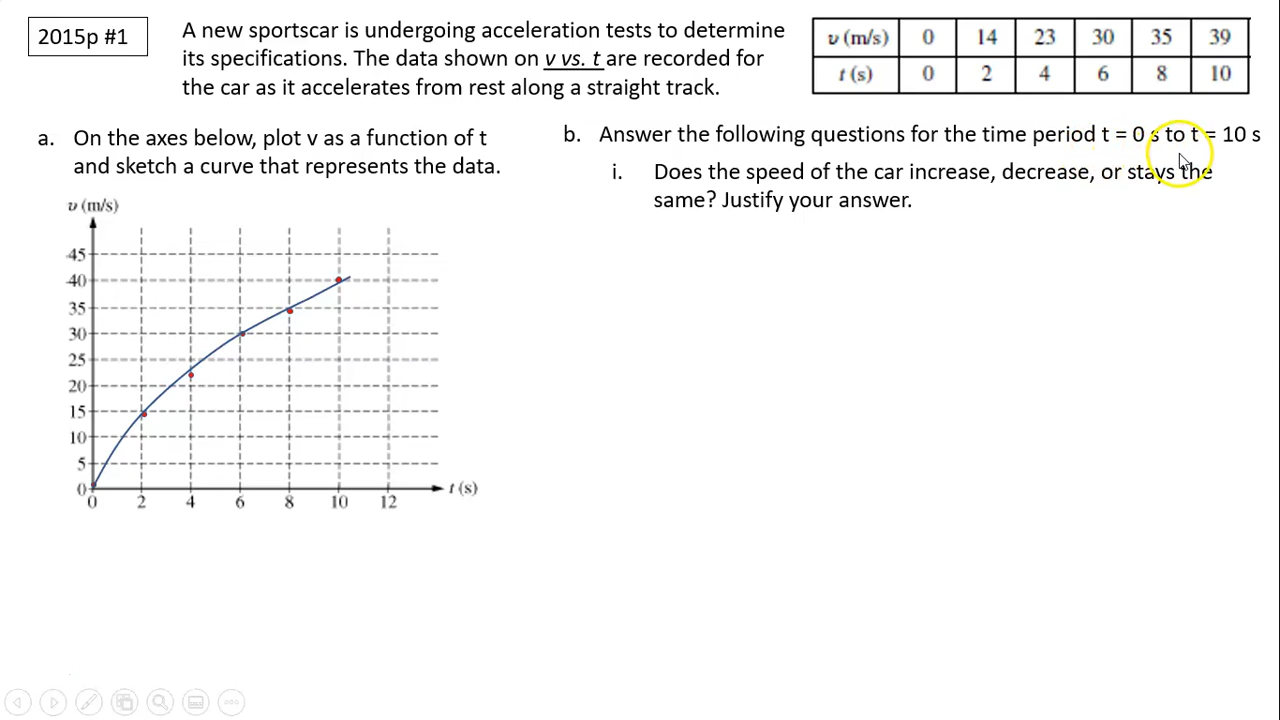 2015p #1
A new sportscar is undergoing acceleration tests to determine
its specifications. The data shown on v vs. t are recorded for
the car as it accelerates from rest along a straight track.
υ (m/s) 0 14 23 30 35 39
t (s) 0 2 4 6 8 10
a. On the axes below, plot v as a function of t
and sketch a curve that represents the data.
b. Answer the following questions for the time period t = 0 s to t = 10 s
i. Does the speed of the car increase, decrease, or stays the
same? Justify your answer.
υ (m/s)
45
40
35
30
25
20
15
10
5
0
0 2 4 6 8 10 12
t (s)